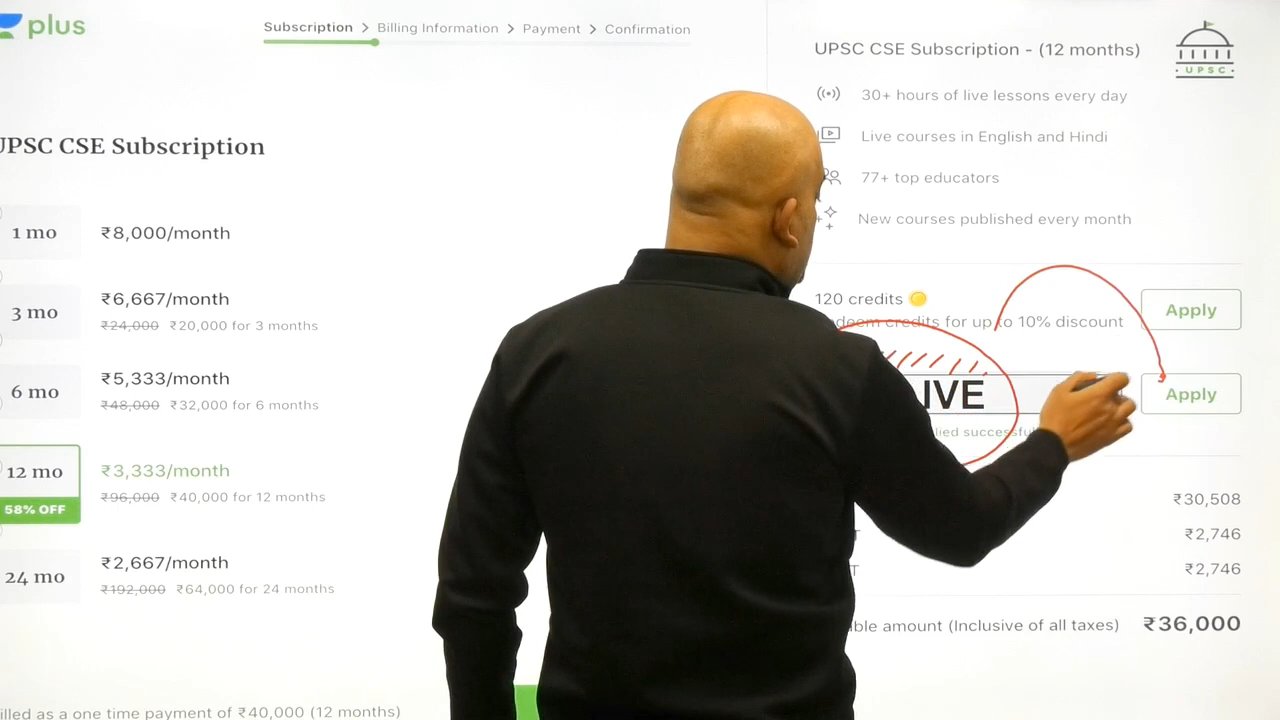 plus
Subscription > Billing Information > Payment > Confirmation
UPSC CSE Subscription
1 mo ₹8,000/month
3 mo ₹6,667/month
₹24,000 ₹20,000 for 3 months
6 mo ₹5,333/month
₹48,000 ₹32,000 for 6 months
12 mo ₹3,333/month
58% OFF ₹96,000 ₹40,000 for 12 months
24 mo ₹2,667/month
₹192,000 ₹64,000 for 24 months
illed as a one time payment of ₹40,000 (12 months)
UPSC CSE Subscription - (12 months)
UPSC
30+ hours of live lessons every day
Live courses in English and Hindi
77+ top educators
New courses published every month
120 credits
deem credits for up to 10% discount
Apply
IVE
Apply
lied successfull
₹30,508
T ₹2,746
T ₹2,746
ble amount (Inclusive of all taxes) ₹36,000